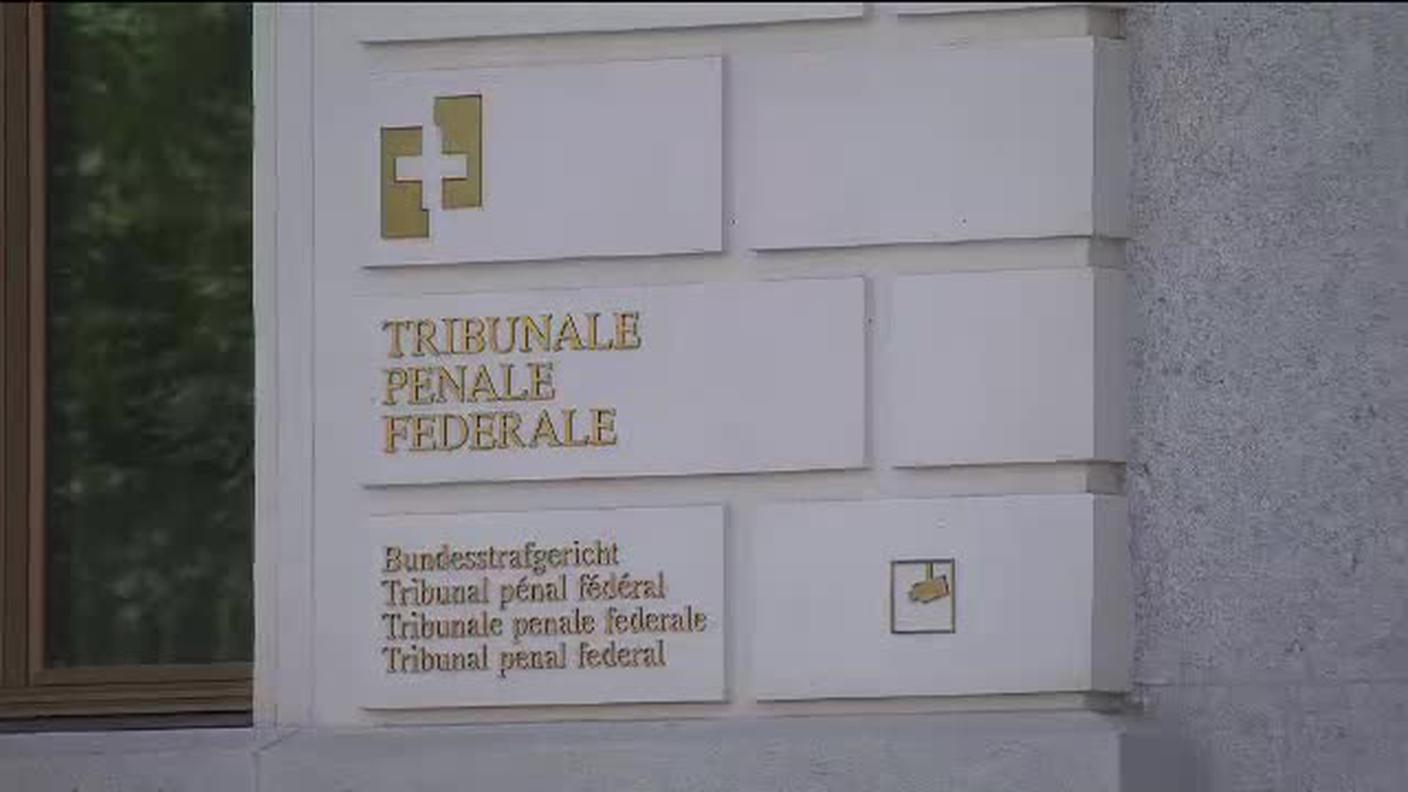 TRIBUNALE
PENALE
FEDERALE
Bundesstrafgericht
Tribunal pénal fédéral
Tribunale penale federale
Tribunal penal federal